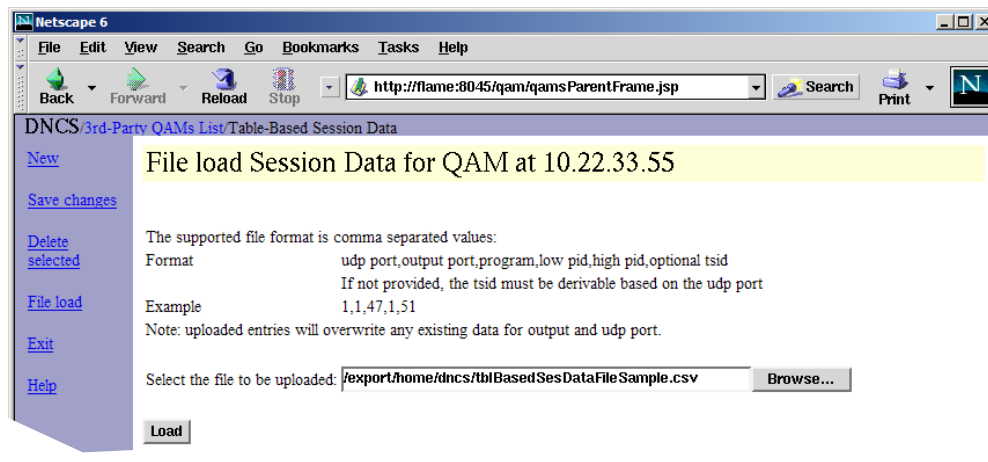 Netscape 6
File Edit View Search Go Bookmarks Tasks Help
Back Forward Reload Stop http://flame:8045/qam/qamsParentFrame.jsp Search Print N
DNCS/3rd-Party QAMs List/Table-Based Session Data
New
Save changes
Delete selected
File load
Exit
Help
File load Session Data for QAM at 10.22.33.55
The supported file format is comma separated values:
Format udp port,output port,program,low pid,high pid,optional tsid
If not provided, the tsid must be derivable based on the udp port
Example 1,1,47,1,51
Note: uploaded entries will overwrite any existing data for output and udp port.
Select the file to be uploaded: /export/home/dncs/tblBasedSesDataFileSample.csv Browse...
Load